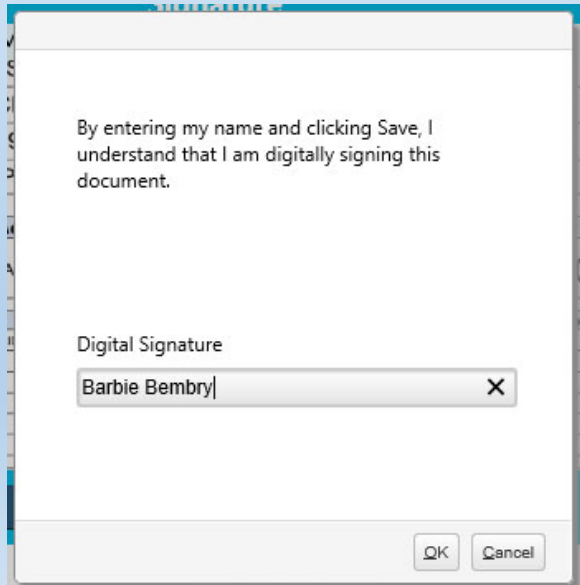 Signature
By entering my name and clicking Save, I
understand that I am digitally signing this
document.
Digital Signature
Barbie Bembry
OK
Cancel